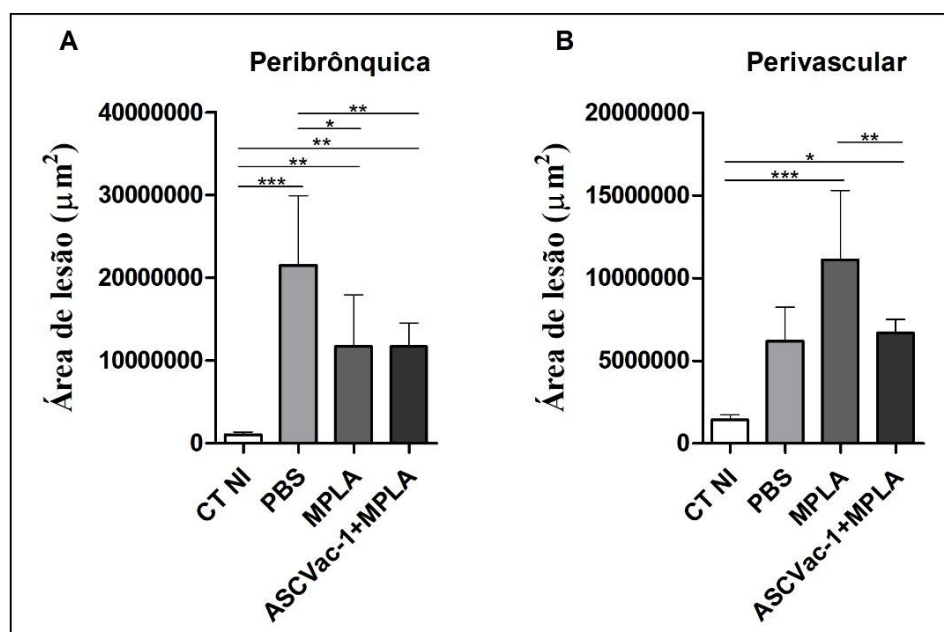 A
Peribrônquica
Área de lesão (µm²)
40000000
30000000
20000000
10000000
0
**
*
**
**
***
CT NI
PBS
MPLA
ASCVac-1+MPLA
B
Perivascular
Área de lesão (µm²)
20000000
15000000
10000000
5000000
0
**
*
***
CT NI
PBS
MPLA
ASCVac-1+MPLA